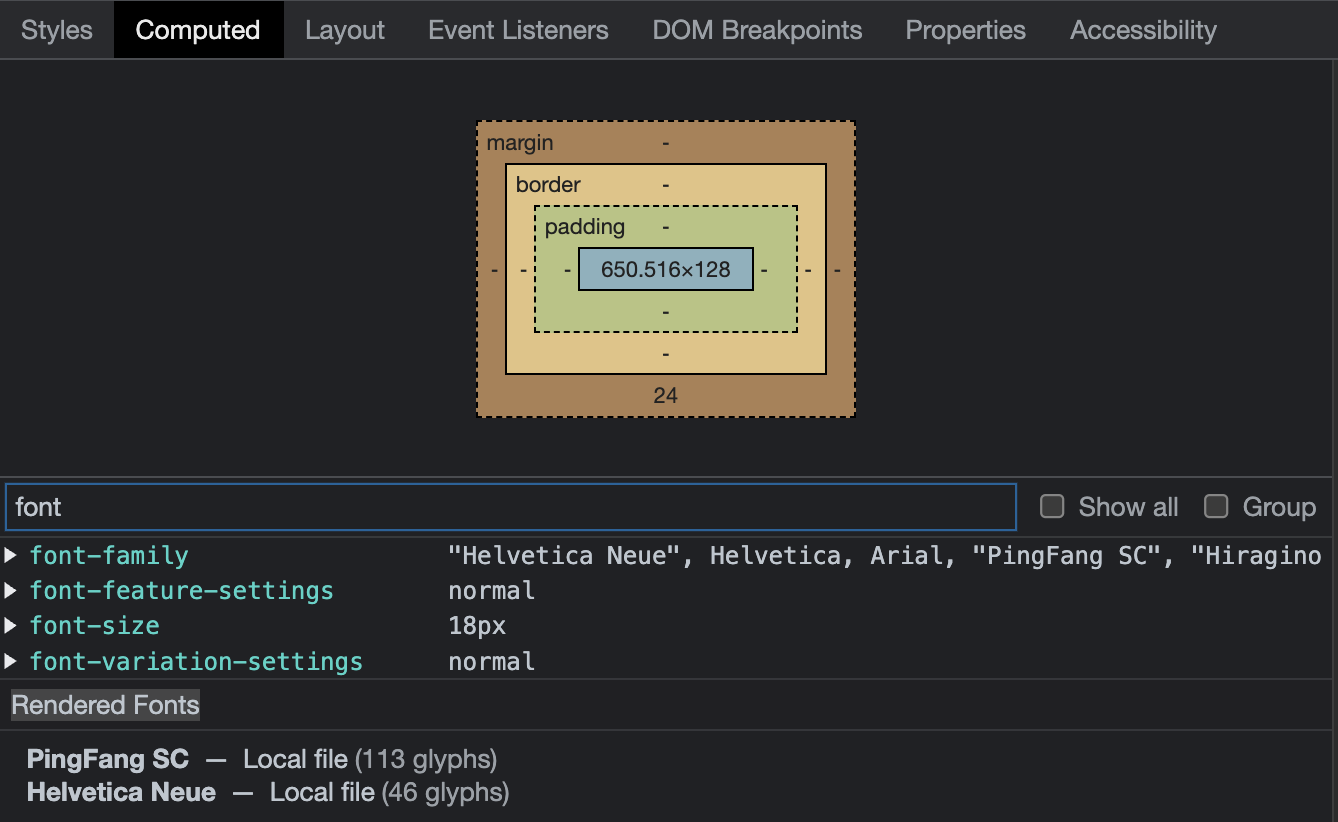 Styles Computed Layout Event Listeners DOM Breakpoints Properties Accessibility
margin -
border -
padding -
- - - 650.516×128 - - -
-
-
24
font Show all Group
font-family "Helvetica Neue", Helvetica, Arial, "PingFang SC", "Hiragino
font-feature-settings normal
font-size 18px
font-variation-settings normal
Rendered Fonts
PingFang SC — Local file (113 glyphs)
Helvetica Neue — Local file (46 glyphs)